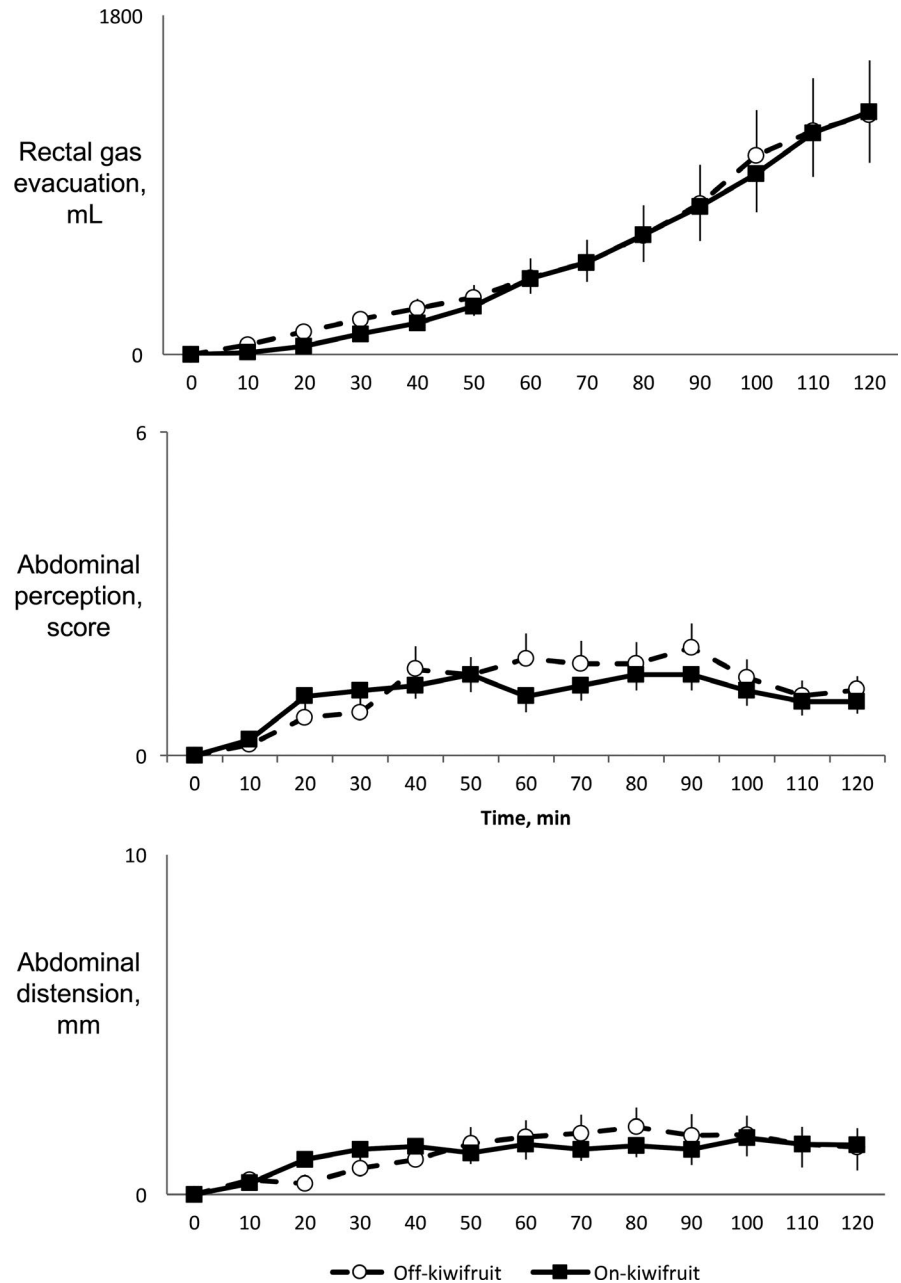 1800
Rectal gas
evacuation,
mL
0
0 10 20 30 40 50 60 70 80 90 100 110 120
6
Abdominal
perception,
score
0
0 10 20 30 40 50 60 70 80 90 100 110 120
Time, min
10
Abdominal
distension,
mm
0
0 10 20 30 40 50 60 70 80 90 100 110 120
Off-kiwifruit On-kiwifruit